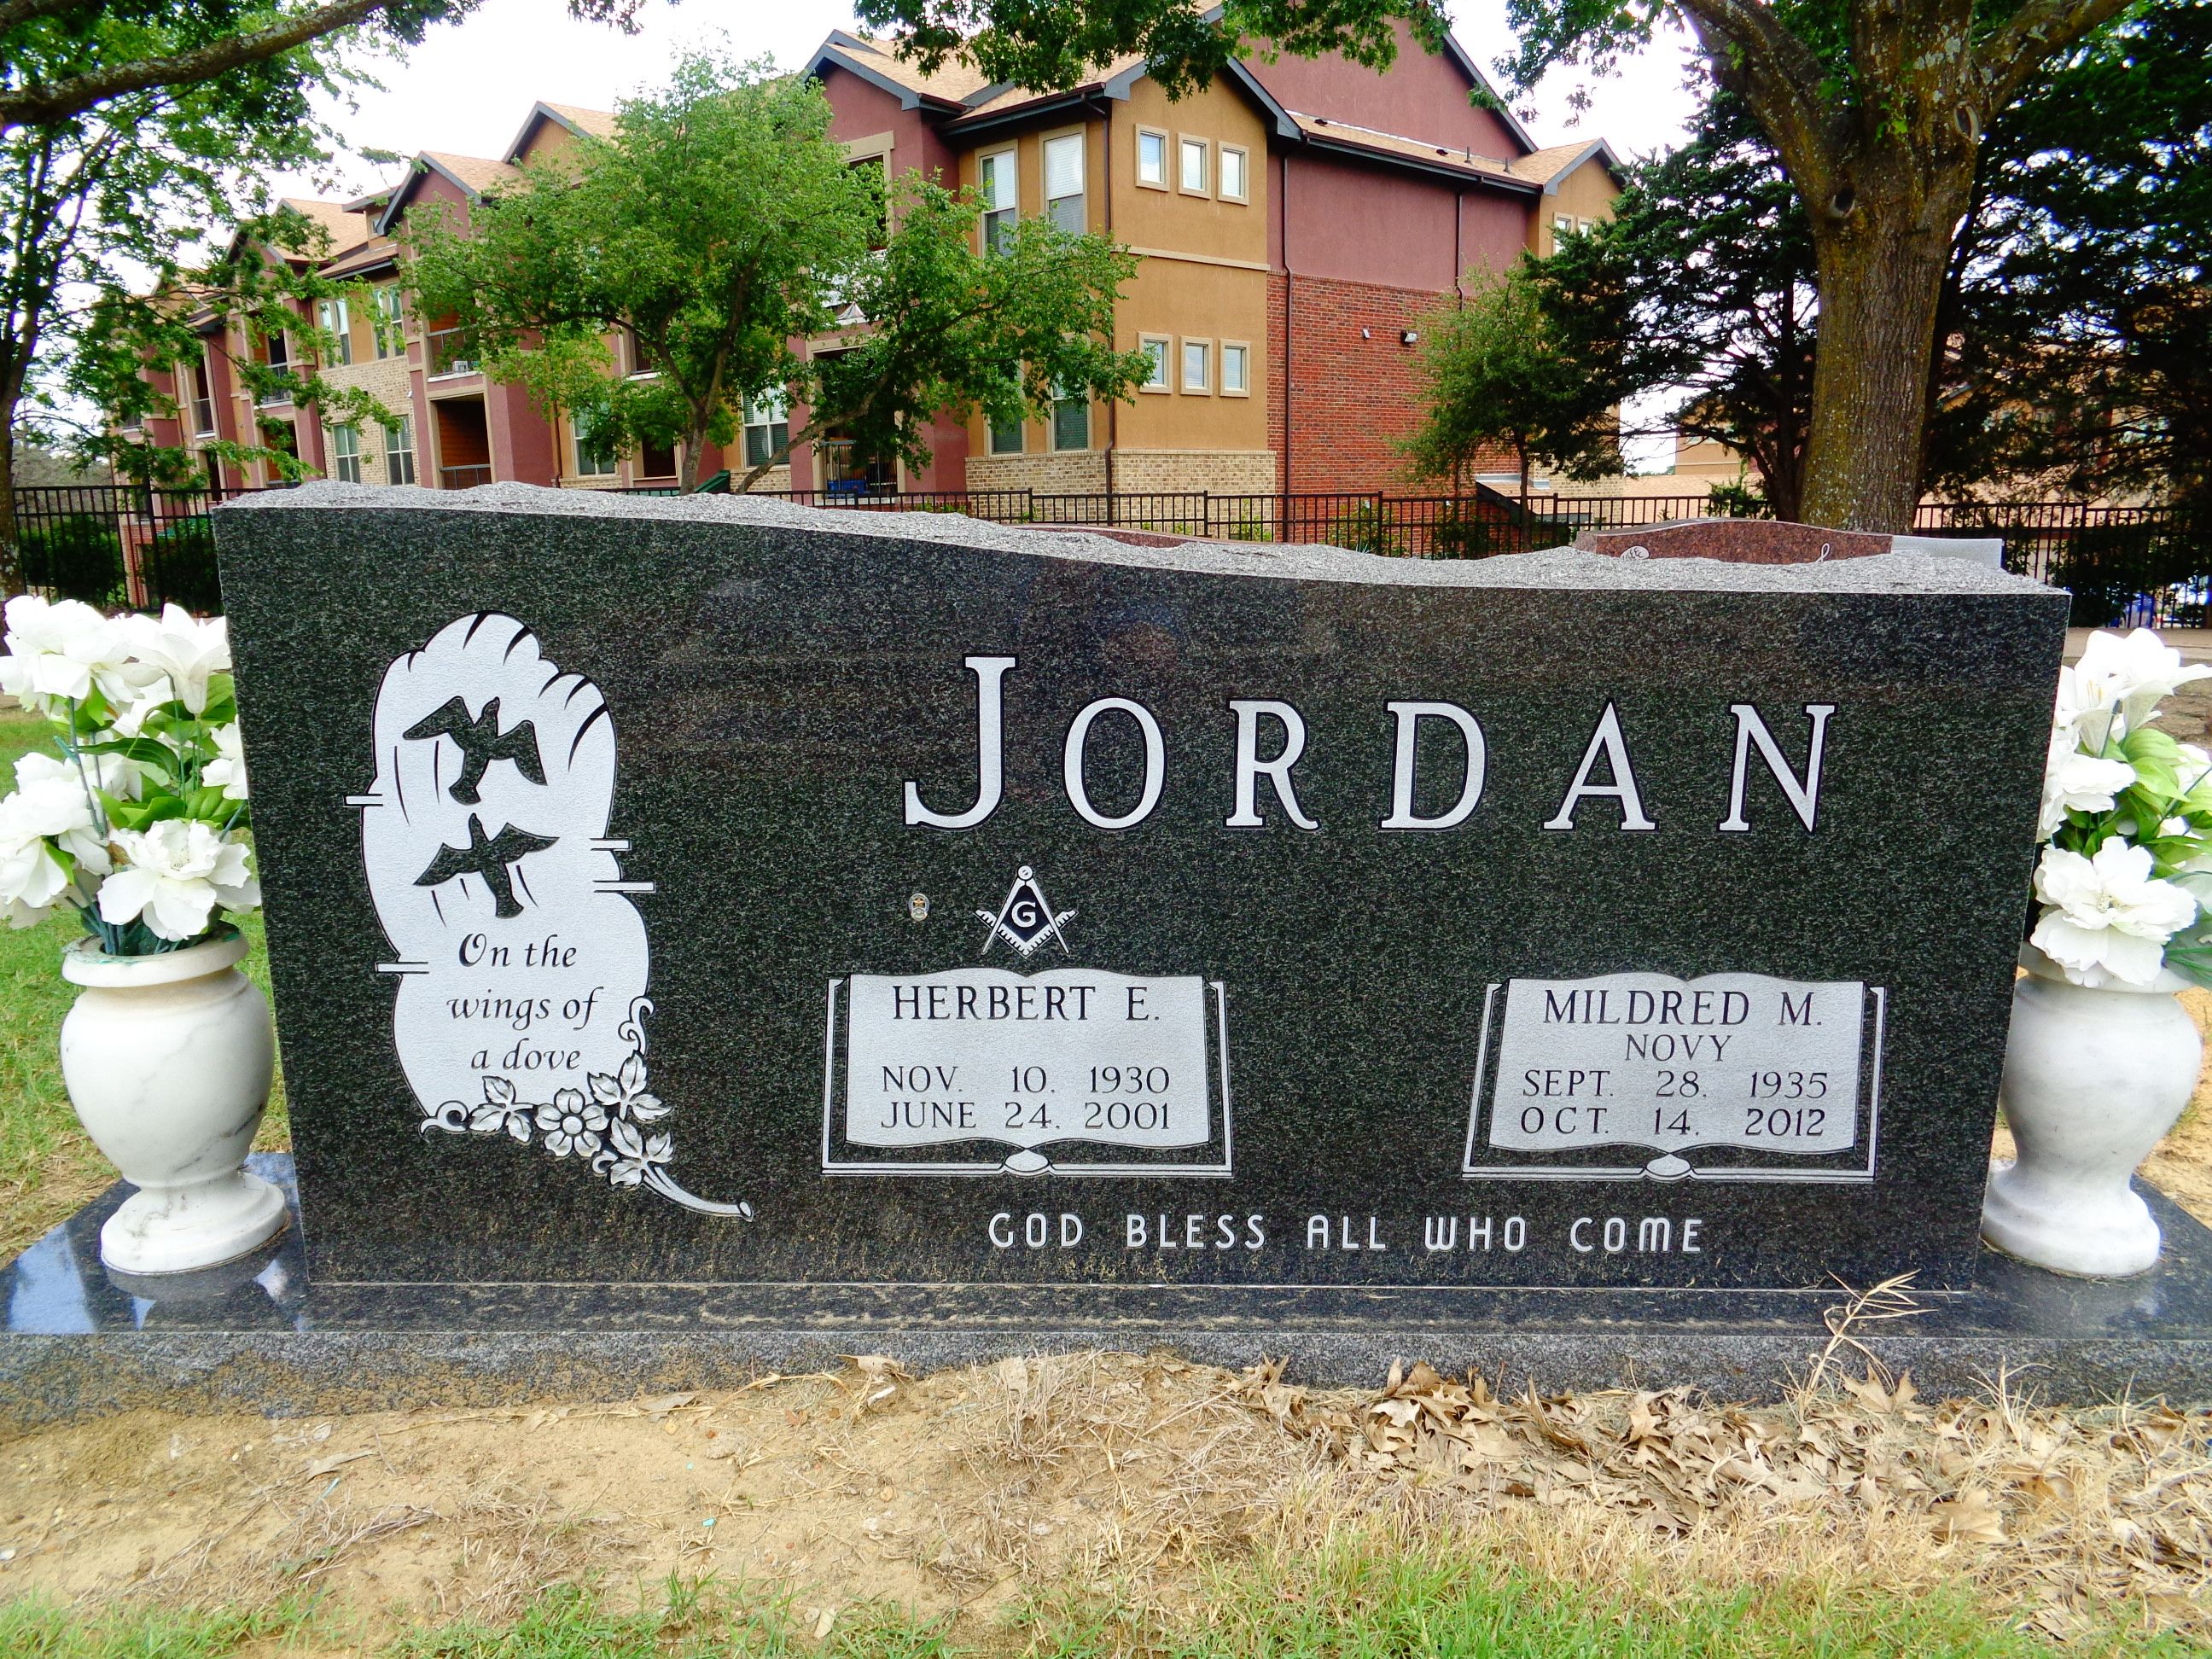 JORDAN
On the
wings of
a dove
G
HERBERT E.
NOV. 10. 1930
JUNE 24. 2001
MILDRED M.
NOVY
SEPT. 28. 1935
OCT. 14. 2012
GOD BLESS ALL WHO COME